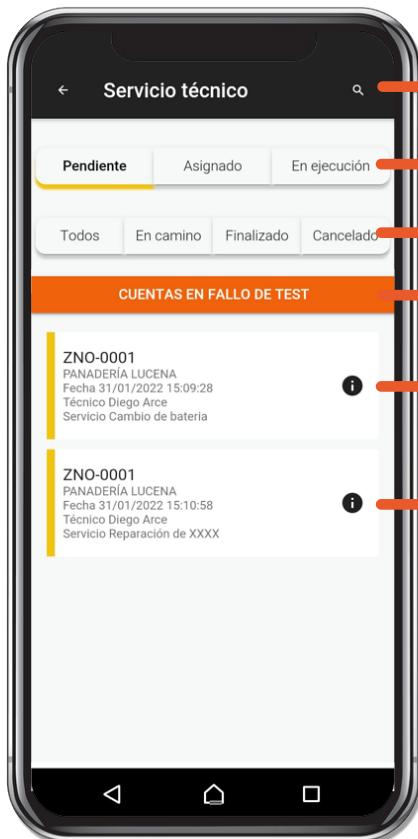 Servicio técnico
Pendiente Asignado En ejecución
Todos En camino Finalizado Cancelado
CUENTAS EN FALLO DE TEST
ZNO-0001
PANADERÍA LUCENA
Fecha 31/01/2022 15:09:28
Técnico Diego Arce
Servicio Cambio de bateria
ZNO-0001
PANADERÍA LUCENA
Fecha 31/01/2022 15:10:58
Técnico Diego Arce
Servicio Reparación de XXXX